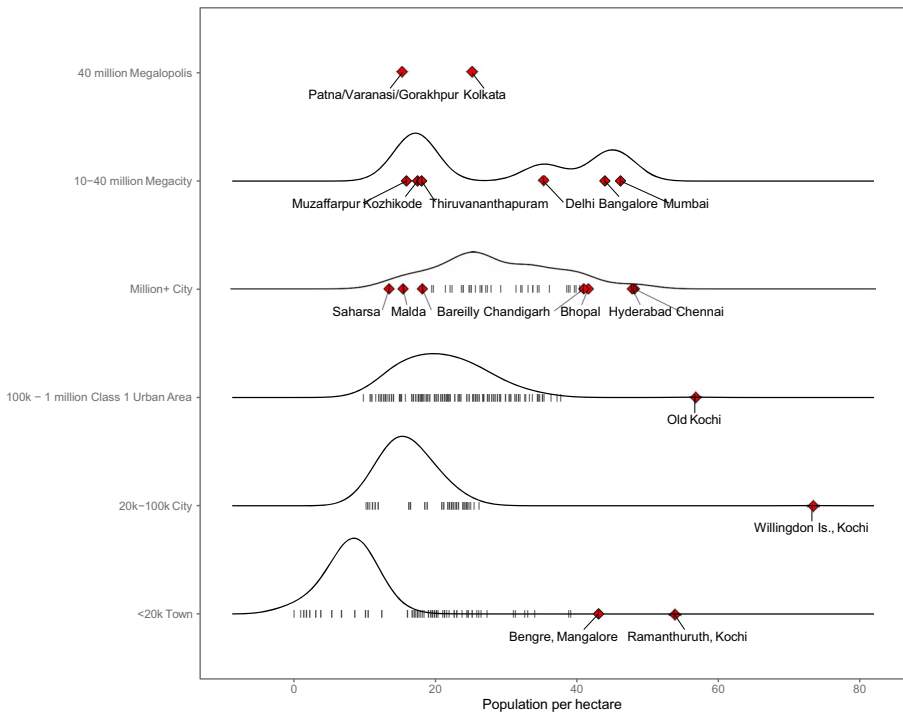 40 million Megalopolis
Patna/Varanasi/Gorakhpur Kolkata
10−40 million Megacity
Muzaffarpur Kozhikode Thiruvananthapuram Delhi Bangalore Mumbai
Million+ City
Saharsa Malda Bareilly Chandigarh Bhopal Hyderabad Chennai
100k − 1 million Class 1 Urban Area
Old Kochi
20k−100k City
Willingdon Is., Kochi
<20k Town
Bengre, Mangalore Ramanthuruth, Kochi
0 20 40 60 80
Population per hectare